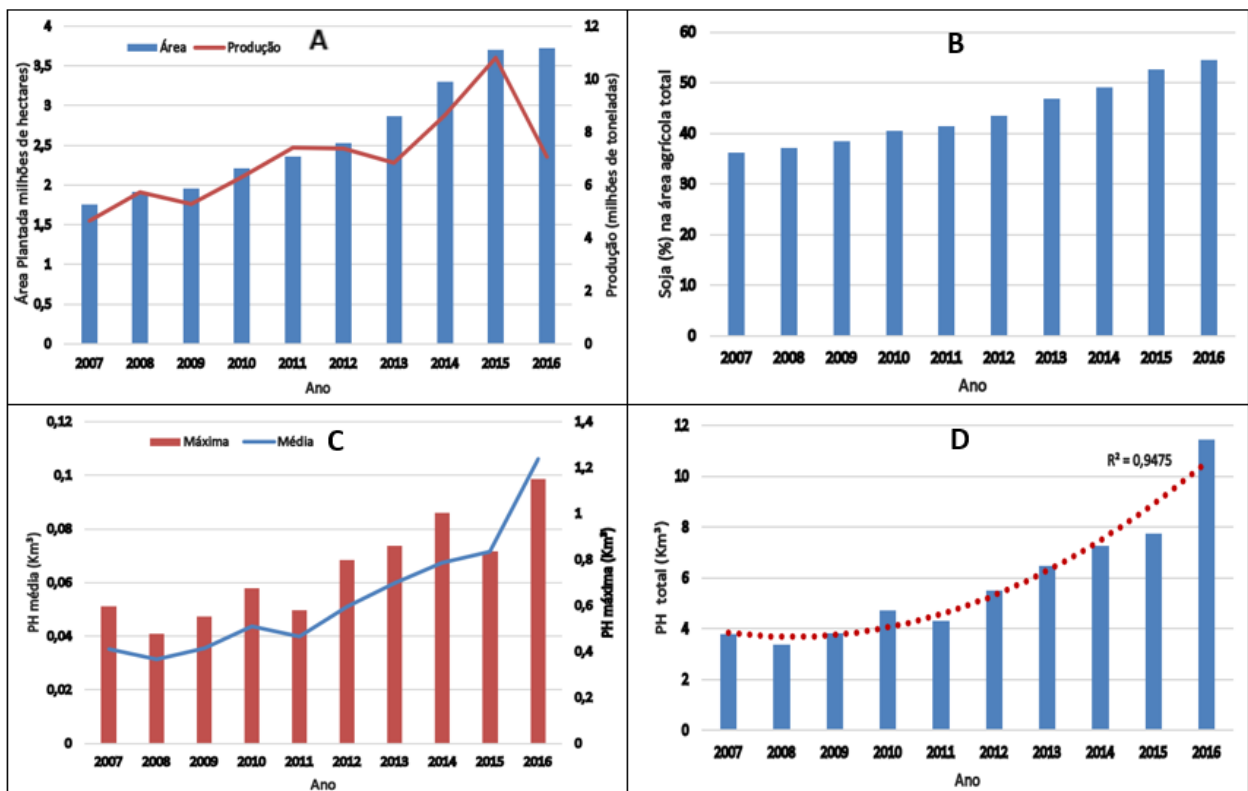 A
Área Produção
Área Plantada milhões de hectares)
4
3,5
3
2,5
2
1,5
1
0,5
0
12
10
8
6
4
2
0
Produção (milhões de toneladas)
2007 2008 2009 2010 2011 2012 2013 2014 2015 2016
Ano
B
Soja (%) na área agrícola total
60
50
40
30
20
10
0
2007 2008 2009 2010 2011 2012 2013 2014 2015 2016
Ano
C
Máxima Média
PH média (Km³)
0,12
0,1
0,08
0,06
0,04
0,02
0
1,4
1,2
1
0,8
0,6
0,4
0,2
0
PH máxima (Km³)
2007 2008 2009 2010 2011 2012 2013 2014 2015 2016
Ano
D
R² = 0,9475
PH total (Km³)
12
10
8
6
4
2
0
2007 2008 2009 2010 2011 2012 2013 2014 2015 2016
Ano